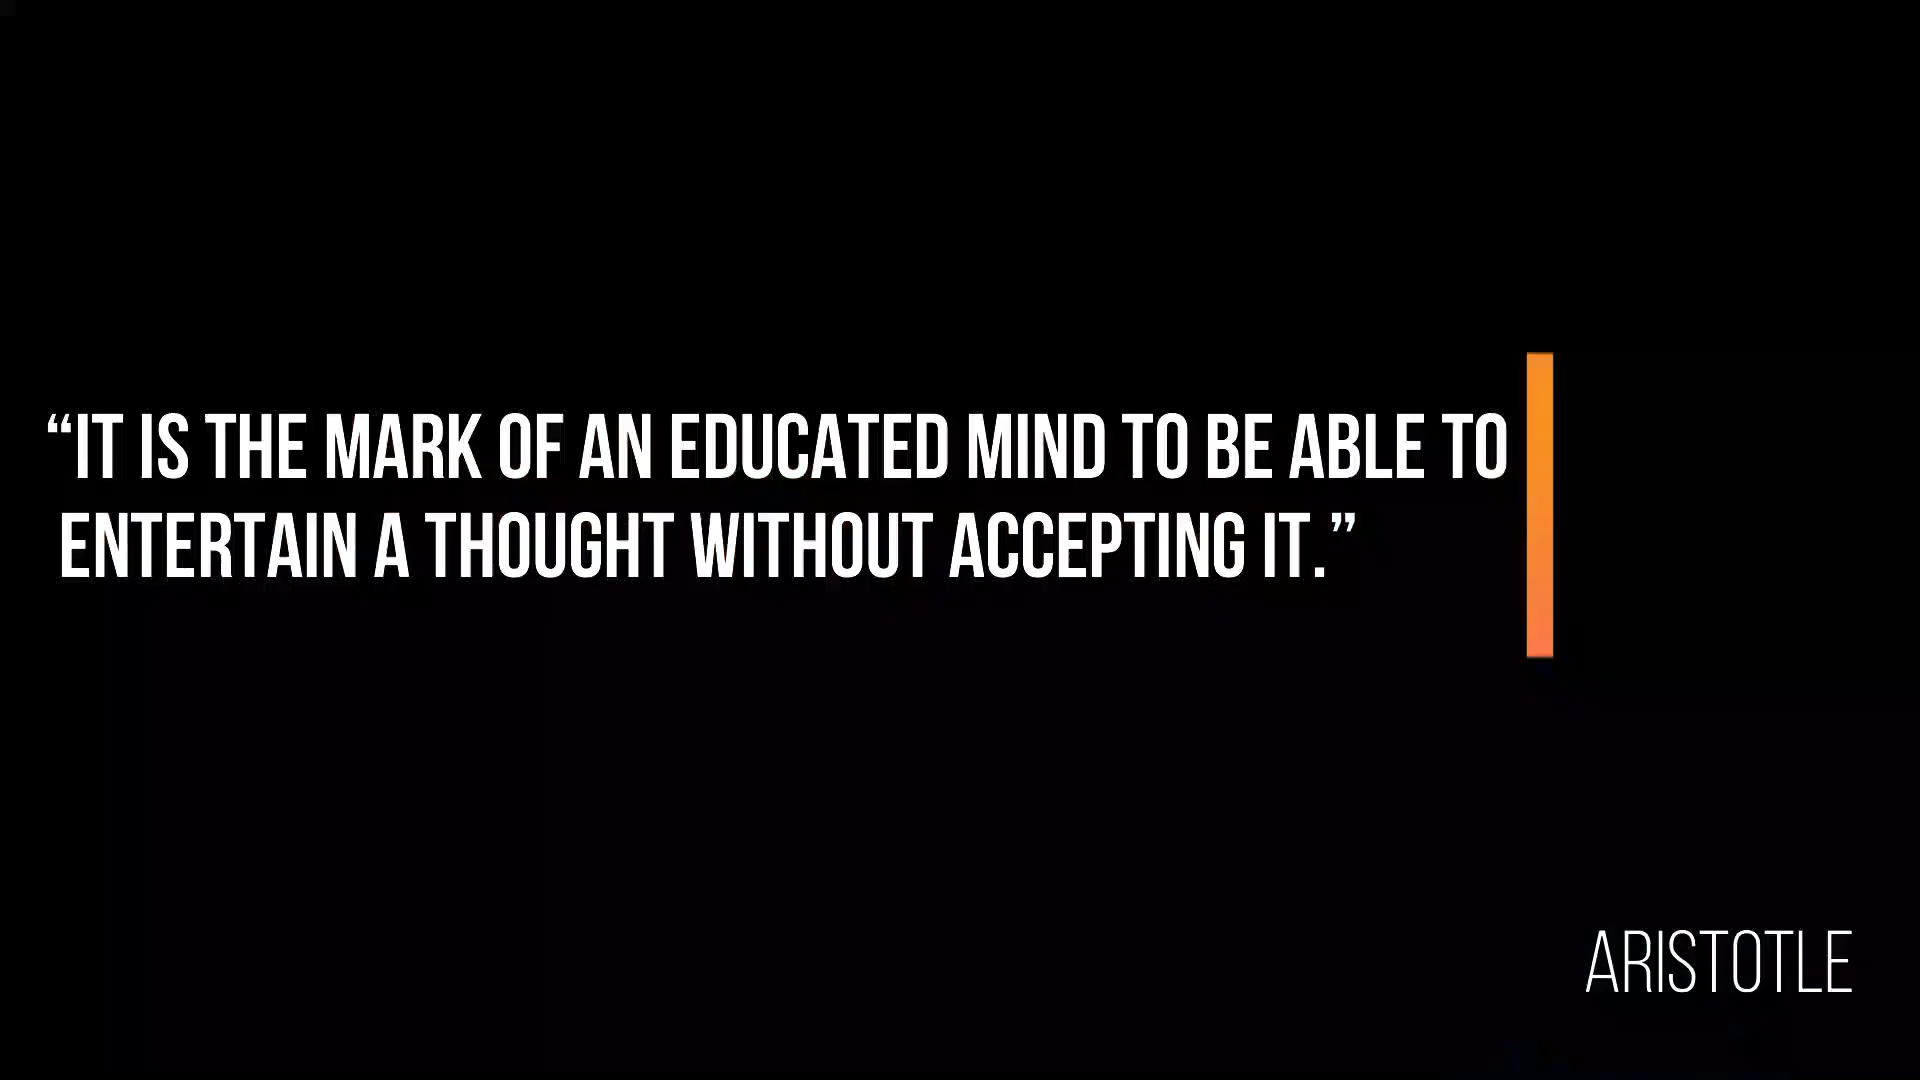 “IT IS THE MARK OF AN EDUCATED MIND TO BE ABLE TO
ENTERTAIN A THOUGHT WITHOUT ACCEPTING IT.”
ARISTOTLE